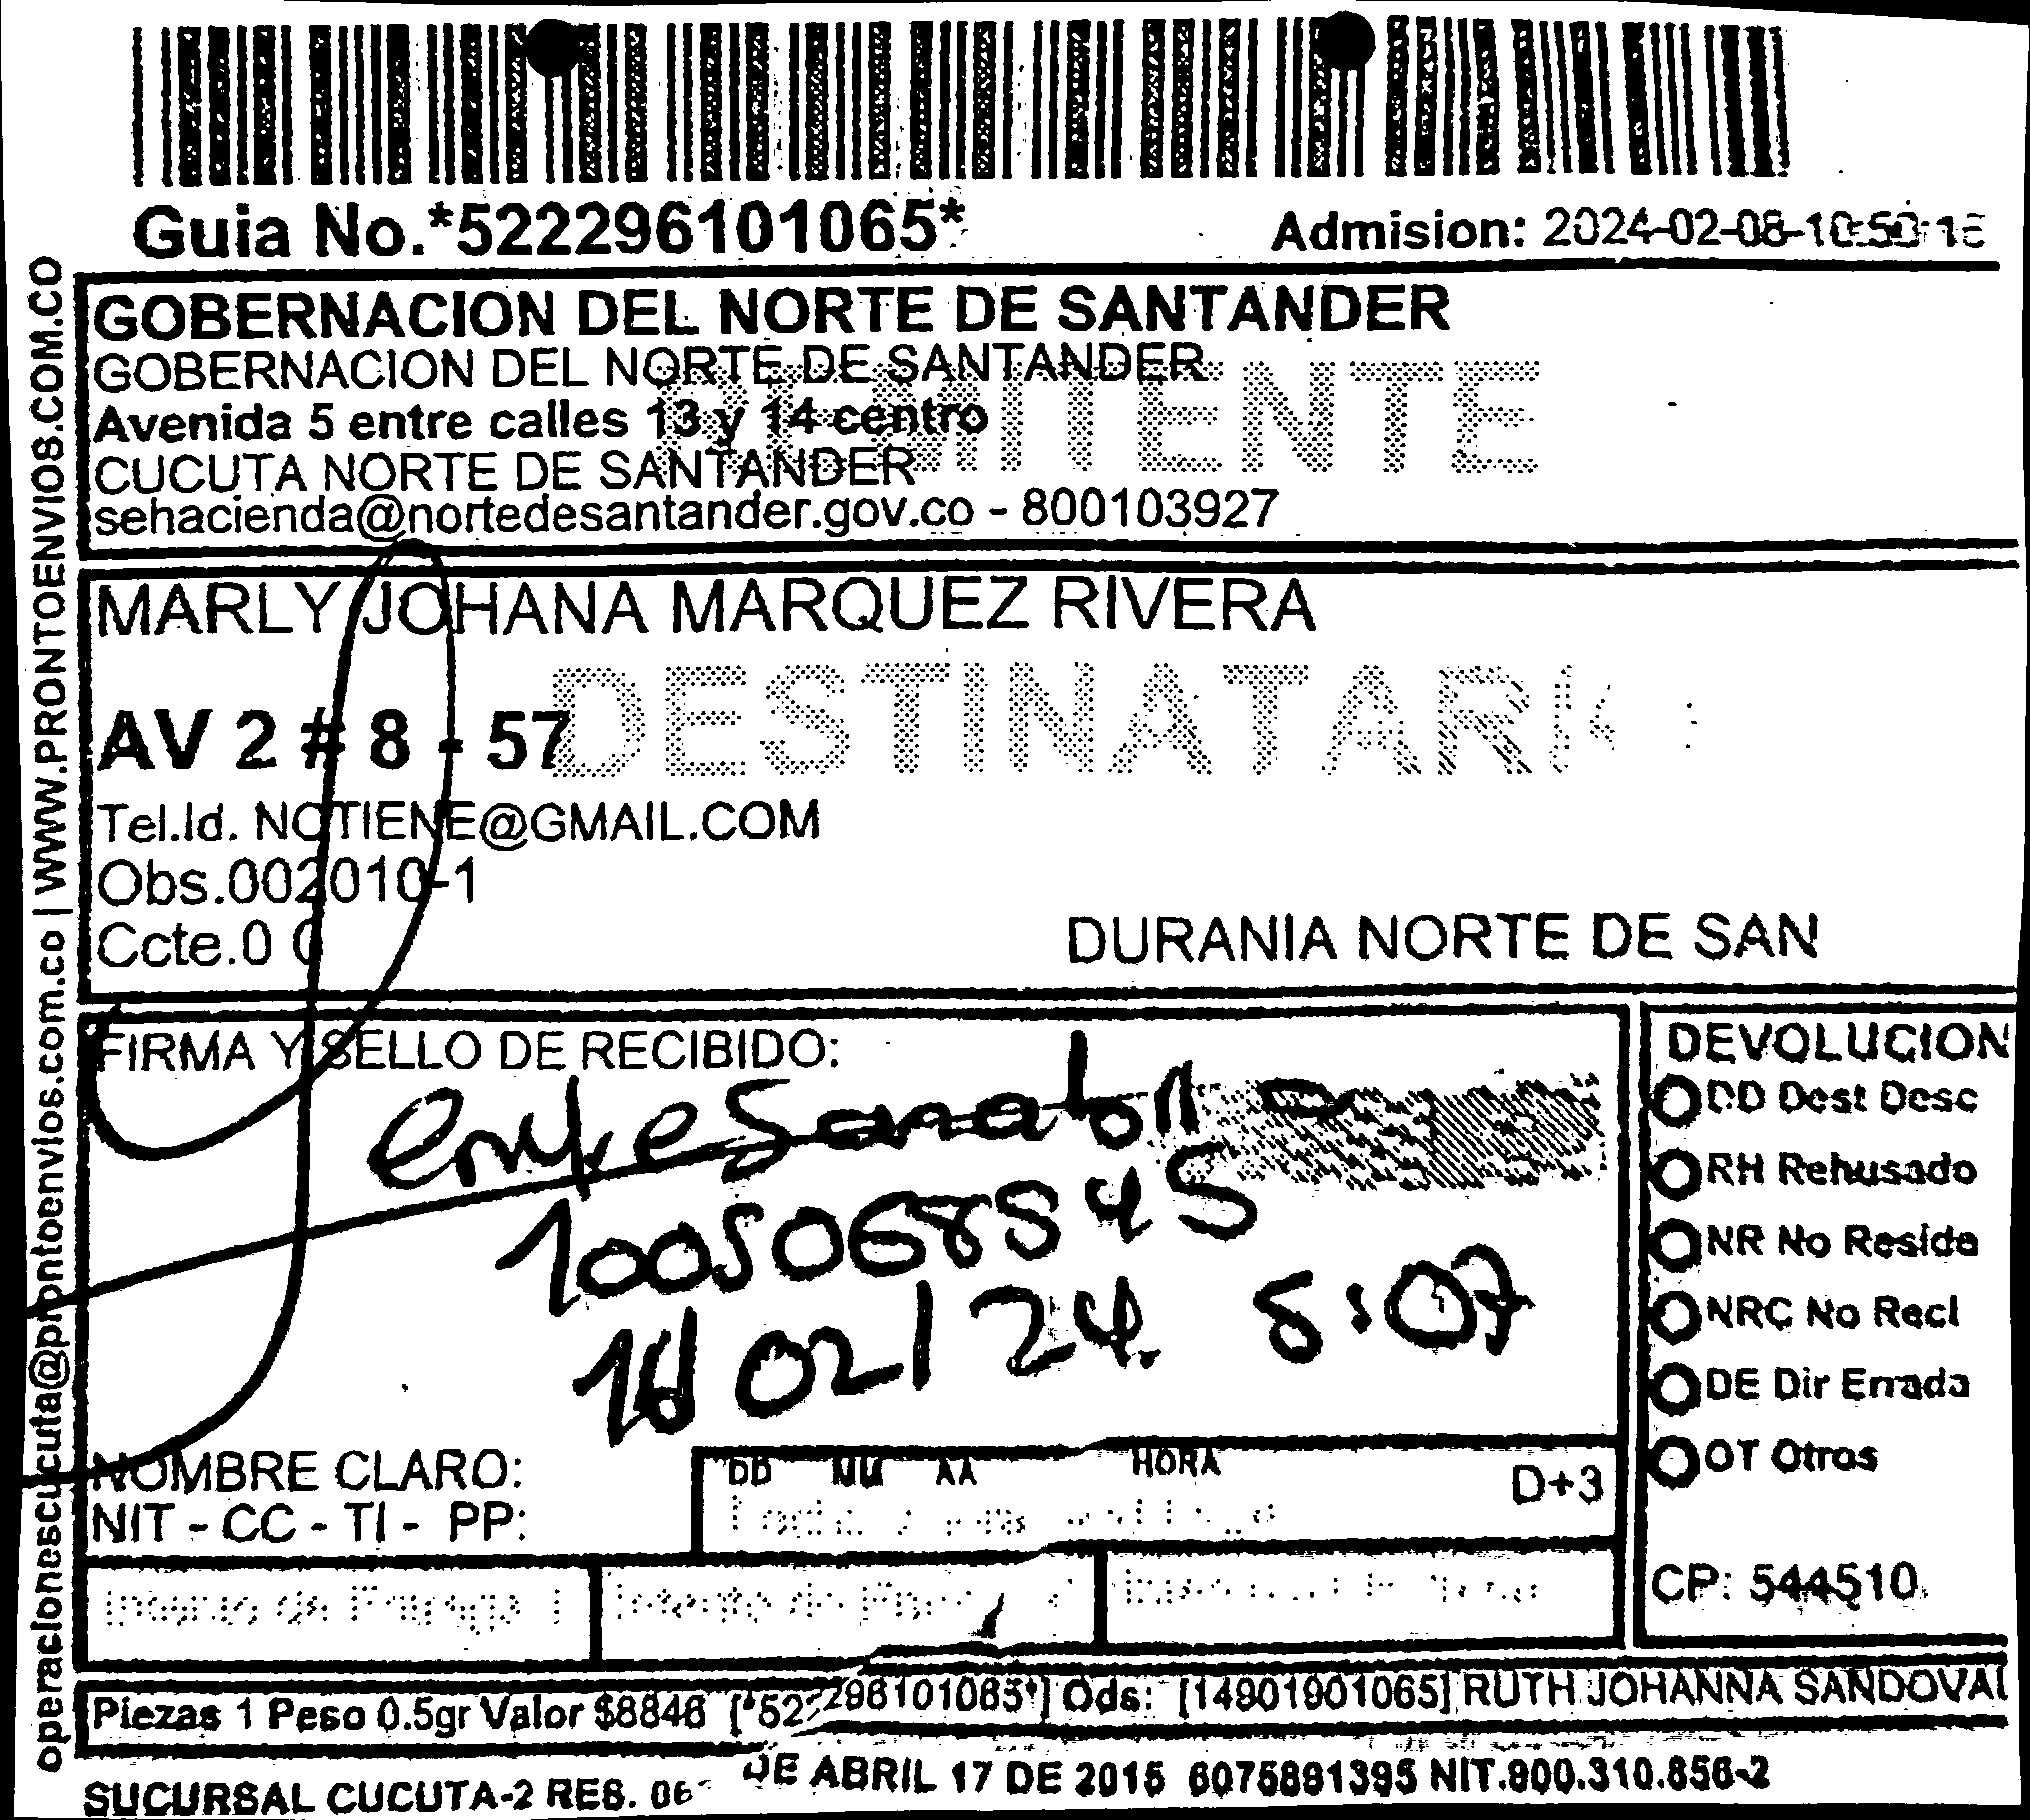 Guia No.*522296101065*
Admision: 2024-02-08-10:50:
GOBERNACION DEL NORTE DE SANTANDER
GOBERNACION DEL NORTE DE SANTANDER
Avenida 5 entre calles 13 y 14 centro
CUCUTA NORTE DE SANTANDER
sehacienda@nortedesantander.gov.co - 800103927
REMITENTE
MARLY JOHANA MARQUEZ RIVERA
DESTINATARI
AV 2 # 8 - 57
Tel.Id. NOTIENE@GMAIL.COM
Obs.002010-1
Ccte.0 0
DURANIA NORTE DE SAN
FIRMA Y SELLO DE RECIBIDO:
1005068545
02/24 8:07
NOMBRE CLARO:
NIT - CC - TI - PP:
DD MM AA HORA
D+3
DEVOLUCION
DD Dest Desc
RH Rehusado
NR No Reside
NRC No Recl
DE Dir Errada
OT Otros
CP: 544510
Piezas 1 Peso 0.5gr Valor $8846 [*522296101065*] Ods: [14901901065] RUTH JOHANNA SANDOVAL
SUCURSAL CUCUTA-2 RES. DE ABRIL 17 DE 2015 6075891395 NIT.900.310.856-2
operacionescucuta@prontoenvios.com.co | WWW.PRONTOENVIOS.COM.CO